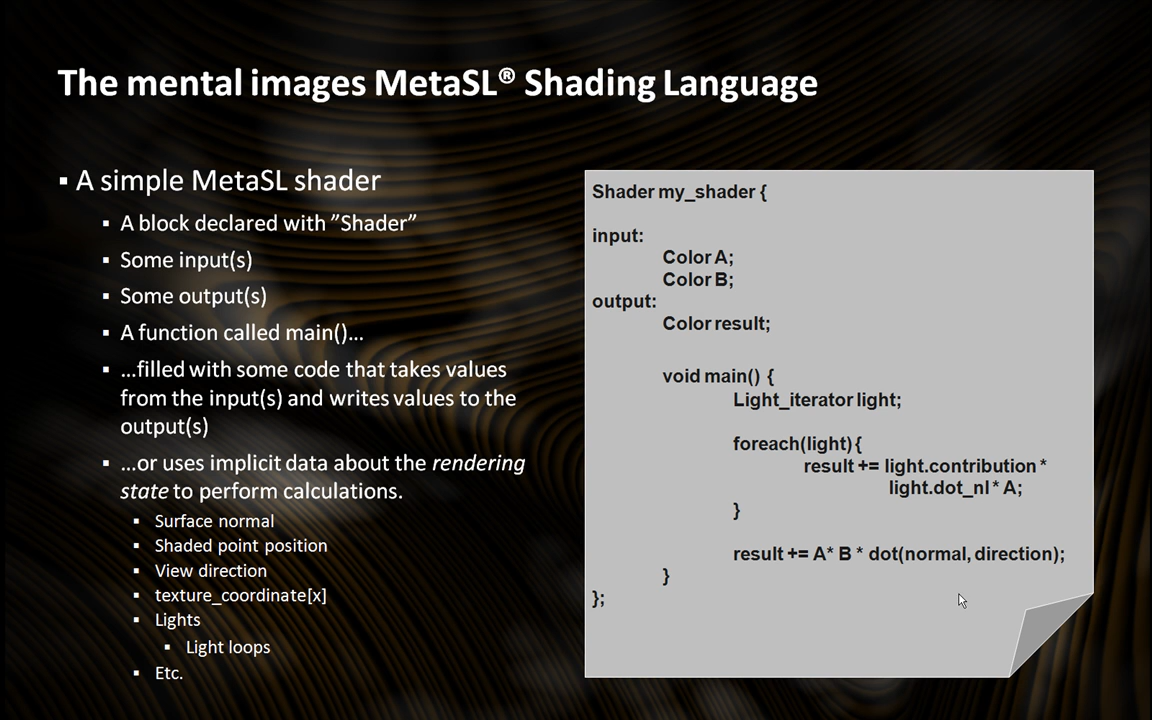 The mental images MetaSL® Shading Language
▪ A simple MetaSL shader
▪ A block declared with ”Shader”
▪ Some input(s)
▪ Some output(s)
▪ A function called main()...
▪ ...filled with some code that takes values
from the input(s) and writes values to the
output(s)
▪ ...or uses implicit data about the rendering
state to perform calculations.
▪ Surface normal
▪ Shaded point position
▪ View direction
▪ texture_coordinate[x]
▪ Lights
▪ Light loops
▪ Etc.
Shader my_shader {
input:
Color A;
Color B;
output:
Color result;
void main() {
Light_iterator light;
foreach(light) {
result += light.contribution *
light.dot_nl * A;
}
result += A* B * dot(normal, direction);
}
};